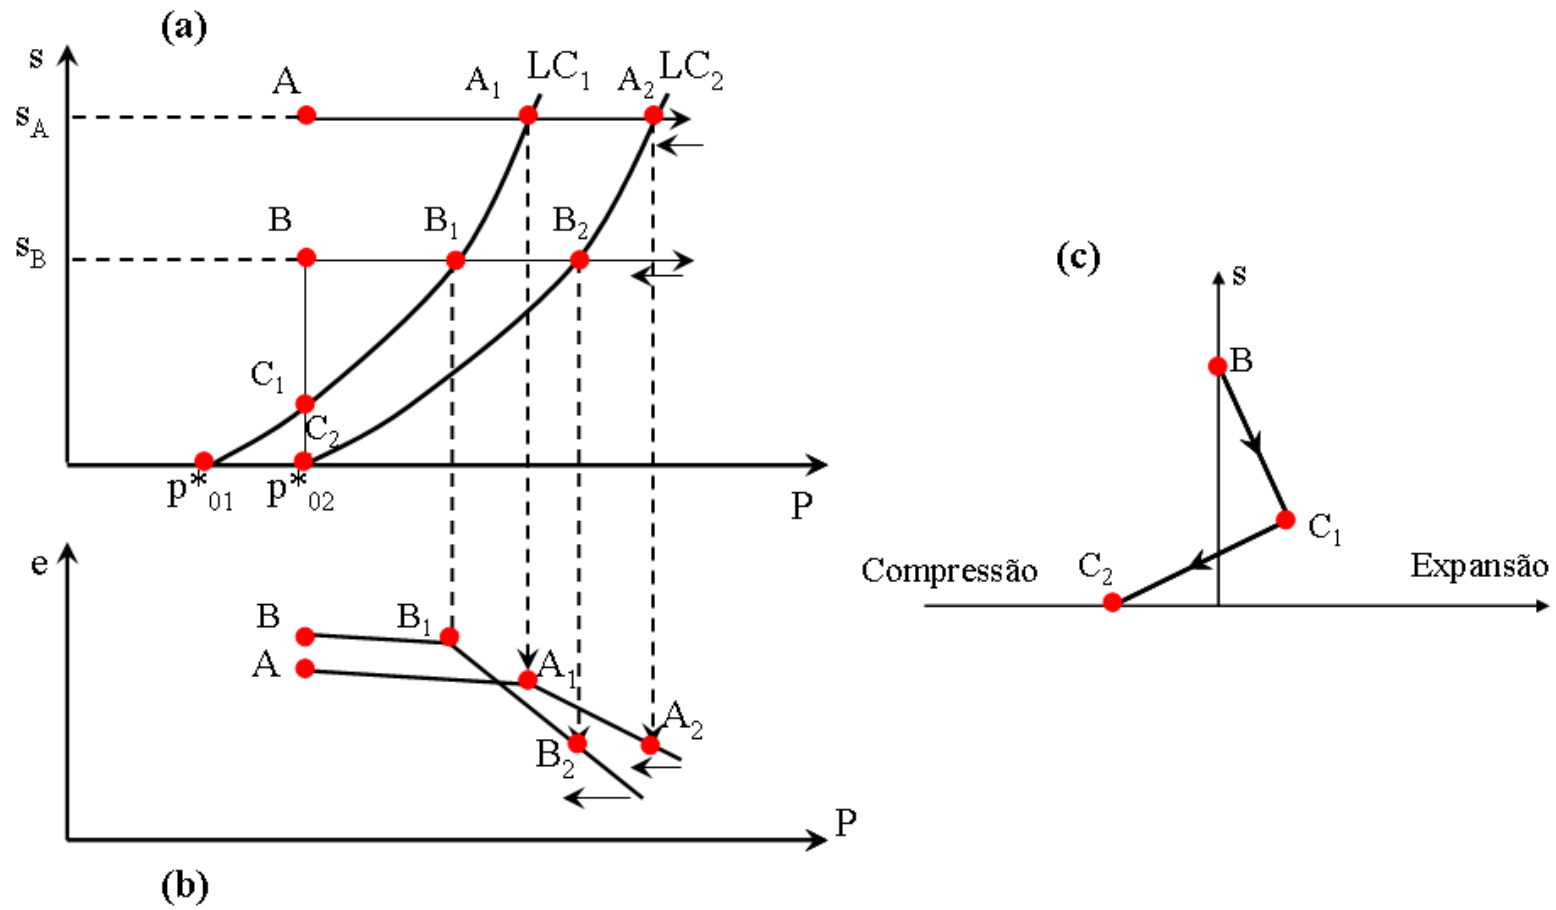 (a)
s
A
A1
LC1
A2
LC2
sA
B
B1
B2
sB
C1
C2
p*01
p*02
P
e
B
B1
A
A1
A2
B2
P
(b)
(c)
s
B
C1
C2
Compressão
Expansão